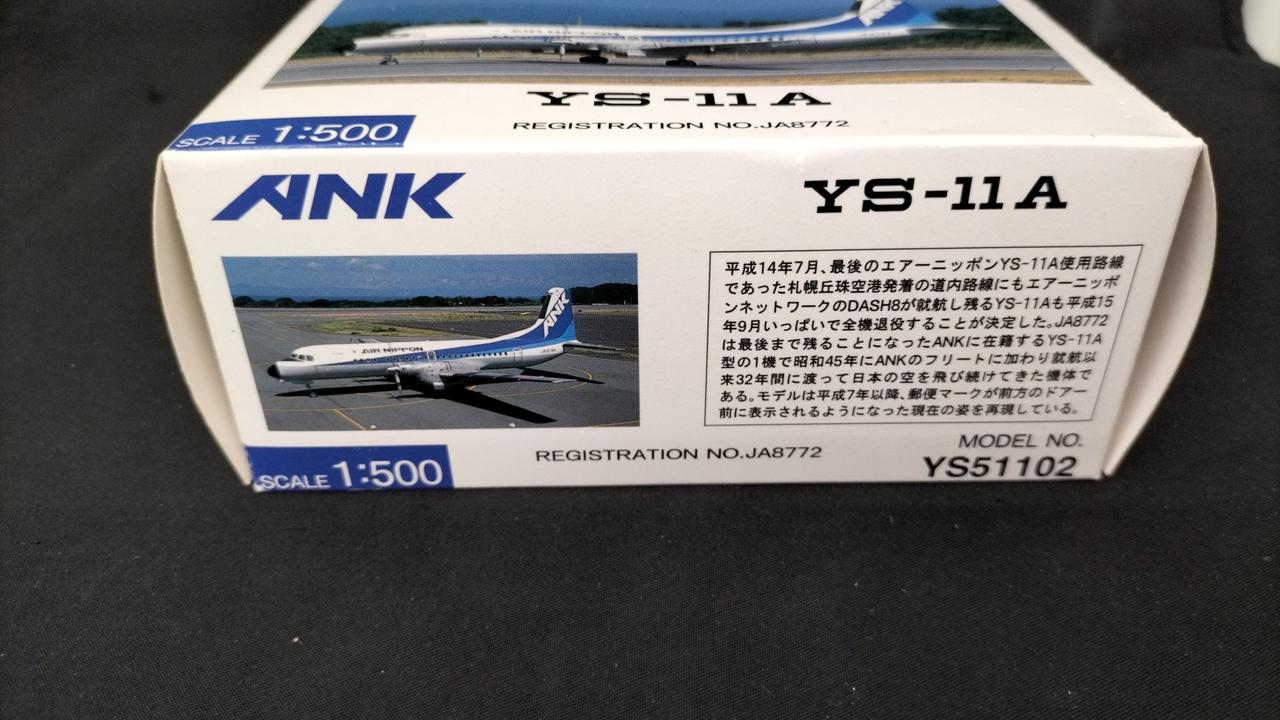 YS-11A
REGISTRATION NO.JA8772
SCALE 1:500
ANK
YS-11A
AIR NIPPON
ANK
平成14年7月、最後のエアーニッポンYS-11A使用路線
であった札幌丘珠空港発着の道内路線にもエアーニッポ
ンネットワークのDASH8が就航し残るYS-11Aも平成15
年9月いっぱいで全機退役することが決定した。JA8772
は最後まで残ることになったANKに在籍するYS-11A
型の1機で昭和45年にANKのフリートに加わり就航以
来32年間に渡って日本の空を飛び続けてきた機体で
ある。モデルは平成7年以降、郵便マークが前方のドアー
前に表示されるようになった現在の姿を再現している。
SCALE 1:500
REGISTRATION NO.JA8772
MODEL NO.
YS51102